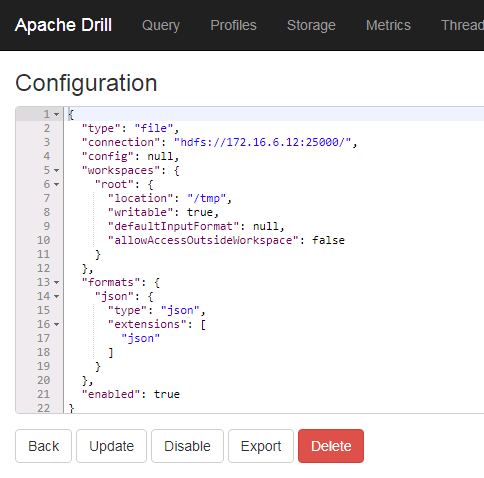 Apache Drill Query Profiles Storage Metrics Thread
Configuration
1 {
2 "type": "file",
3 "connection": "hdfs://172.16.6.12:25000/",
4 "config": null,
5 "workspaces": {
6 "root": {
7 "location": "/tmp",
8 "writable": true,
9 "defaultInputFormat": null,
10 "allowAccessOutsideWorkspace": false
11 }
12 },
13 "formats": {
14 "json": {
15 "type": "json",
16 "extensions": [
17 "json"
18 ]
19 }
20 },
21 "enabled": true
22 }
Back Update Disable Export Delete